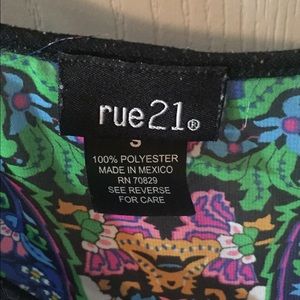 rue21®
S
100% POLYESTER
MADE IN MEXICO
RN 70829
SEE REVERSE
FOR CARE